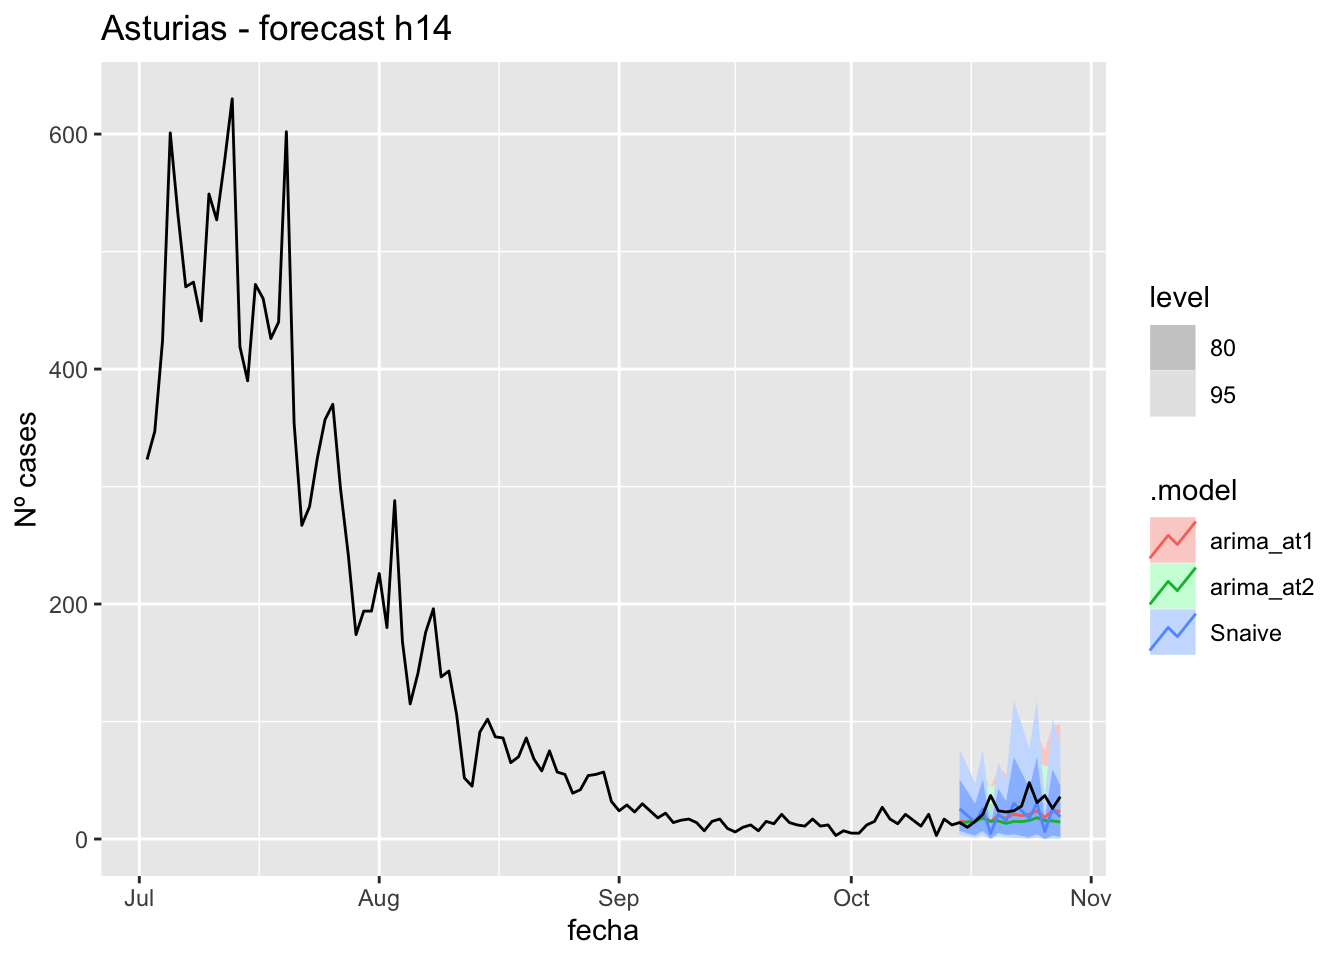 Asturias - forecast h14
Nº cases
600
400
200
0
Jul
Aug
Sep
Oct
Nov
fecha
level
80
95
.model
arima_at1
arima_at2
Snaive